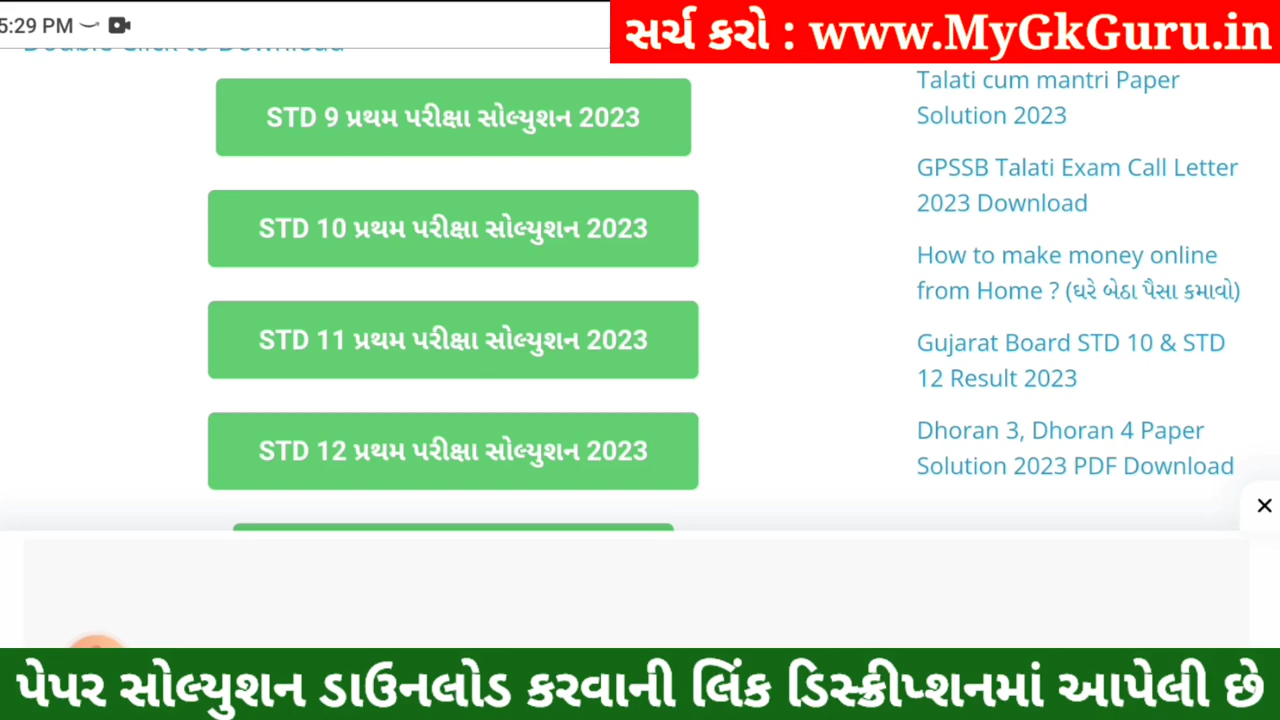 5:29 PM
સર્ચ કરો : www.MyGkGuru.in
Double Click to Download
STD 9 પ્રથમ પરીક્ષા સોલ્યુશન 2023
STD 10 પ્રથમ પરીક્ષા સોલ્યુશન 2023
STD 11 પ્રથમ પરીક્ષા સોલ્યુશન 2023
STD 12 પ્રથમ પરીક્ષા સોલ્યુશન 2023
Talati cum mantri Paper
Solution 2023
GPSSB Talati Exam Call Letter
2023 Download
How to make money online
from Home ? (ઘરે બેઠા પૈસા કમાવો)
Gujarat Board STD 10 & STD
12 Result 2023
Dhoran 3, Dhoran 4 Paper
Solution 2023 PDF Download
પેપર સોલ્યુશન ડાઉનલોડ કરવાની લિંક ડિસ્ક્રીપ્શનમાં આપેલી છે